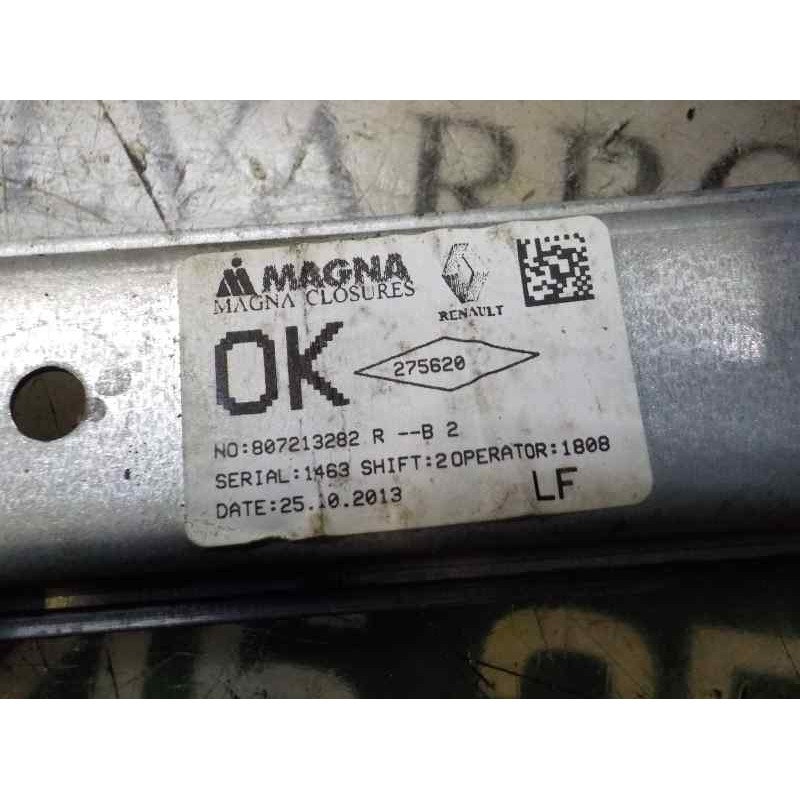 MAGNA
MAGNA CLOSURES
RENAULT
OK
275620
NO:807213282 R --B 2
SERIAL:1463 SHIFT:2OPERATOR:1808
DATE:25.10.2013
LF